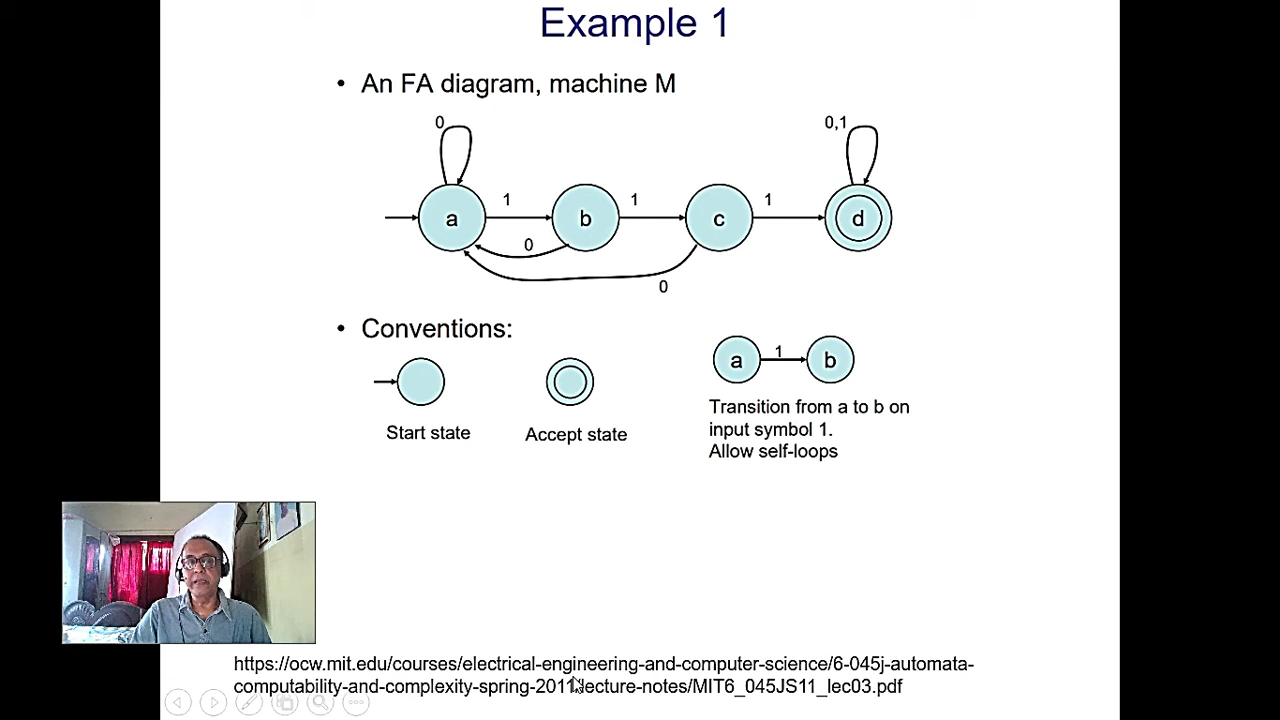 Example 1
• An FA diagram, machine M
0
0,1
a
1
b
1
c
1
d
0
0
• Conventions:
a
1
b
Start state
Accept state
Transition from a to b on
input symbol 1.
Allow self-loops
https://ocw.mit.edu/courses/electrical-engineering-and-computer-science/6-045j-automata-
computability-and-complexity-spring-2011/lecture-notes/MIT6_045JS11_lec03.pdf